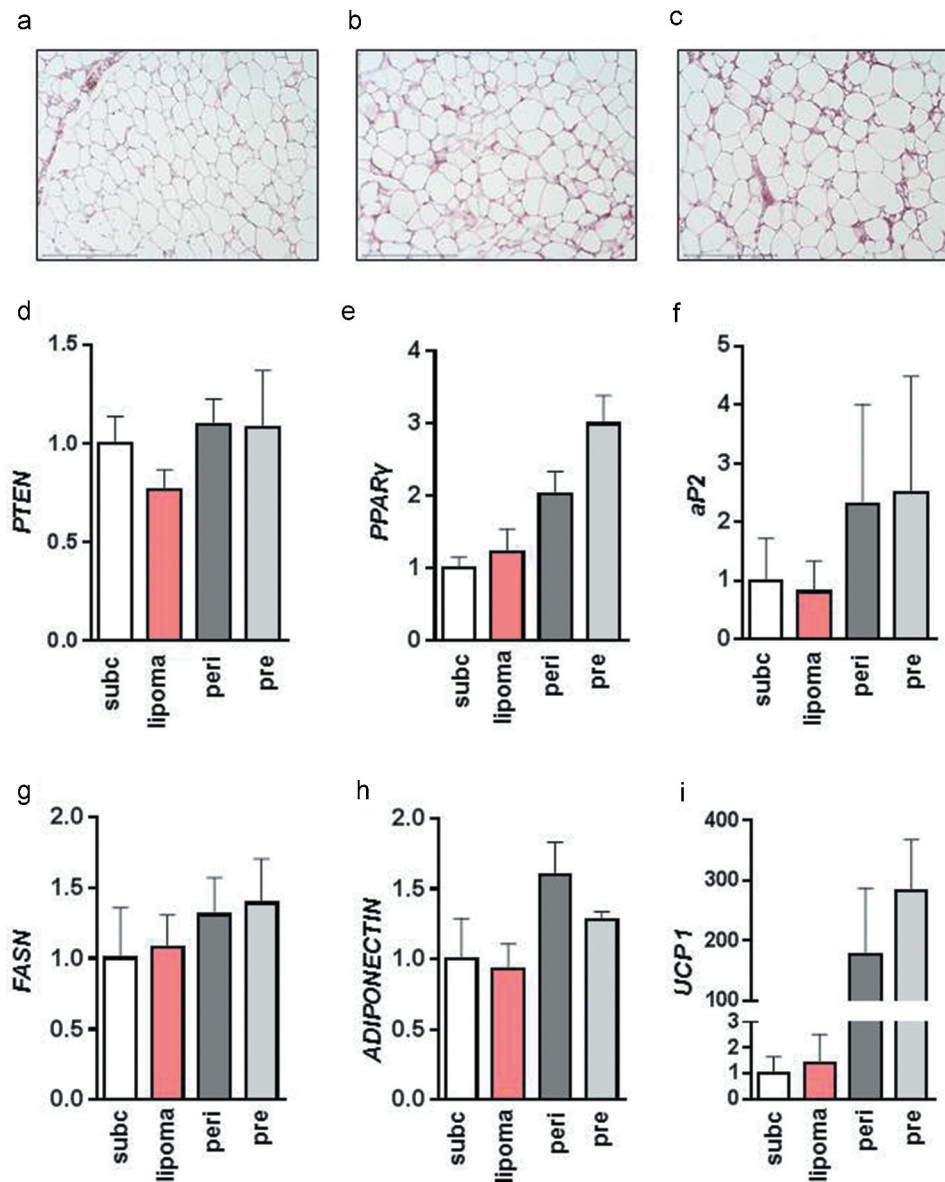 a b c
d e f
PTEN
1.5
1.0
0.5
0.0
subc lipoma peri pre
PPARγ
4
3
2
1
0
subc lipoma peri pre
aP2
5
4
3
2
1
0
subc lipoma peri pre
g h i
FASN
2.0
1.5
1.0
0.5
0.0
subc lipoma peri pre
ADIPONECTIN
2.0
1.5
1.0
0.5
0.0
subc lipoma peri pre
UCP1
400
300
200
100
3
2
1
0
subc lipoma peri pre